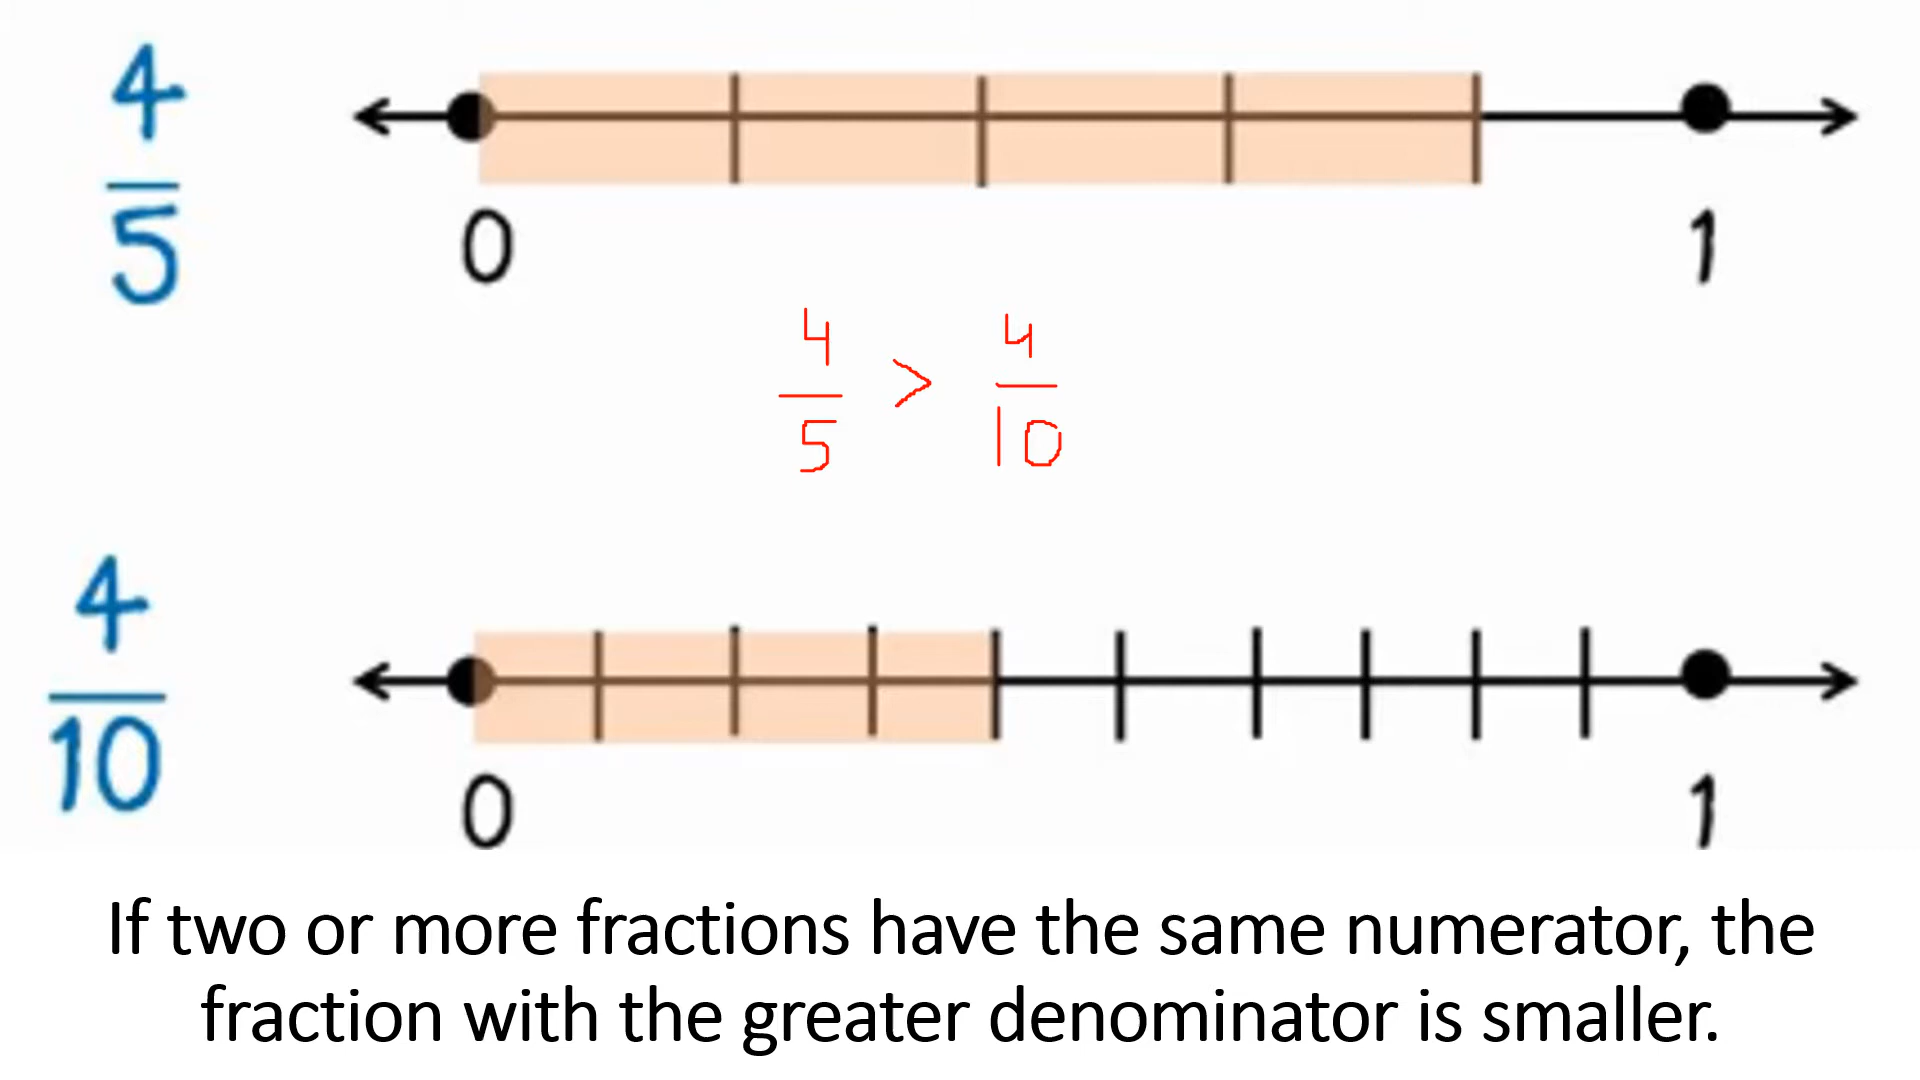 4
5
0 1
4 > 4
5 10
4
10
0 1
If two or more fractions have the same numerator, the
fraction with the greater denominator is smaller.